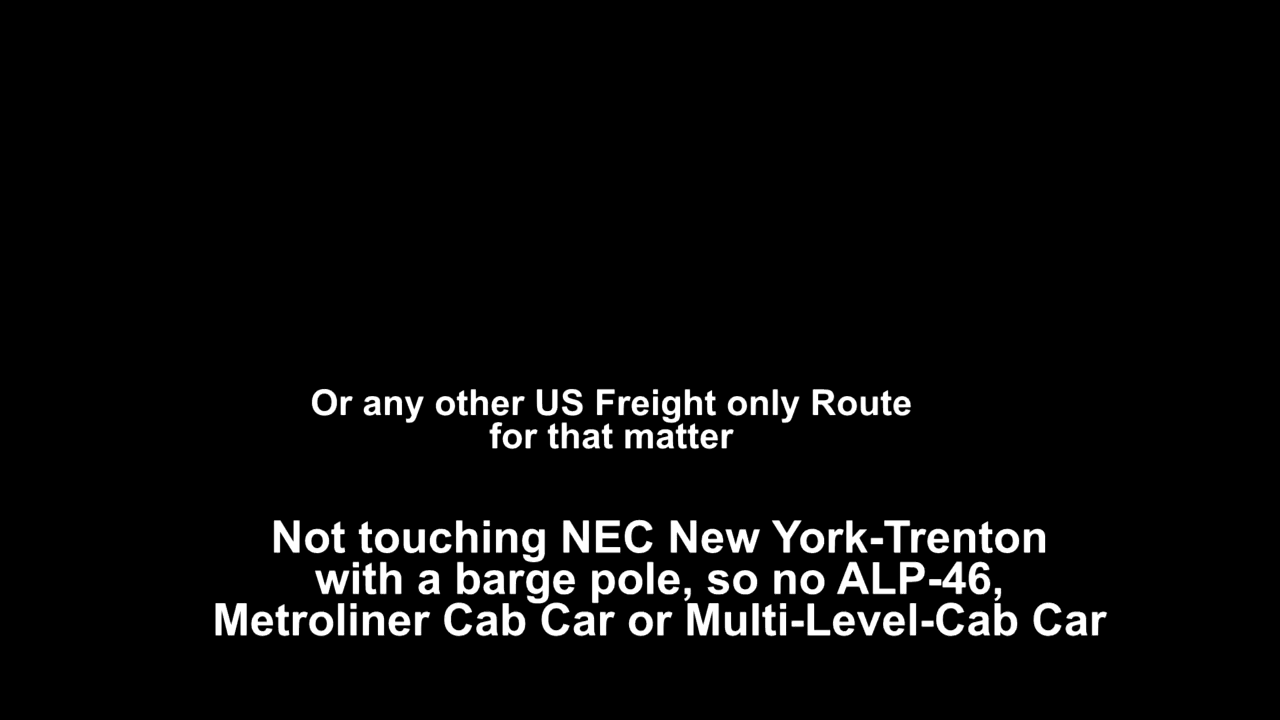 Or any other US Freight only Route
for that matter
Not touching NEC New York-Trenton
with a barge pole, so no ALP-46,
Metroliner Cab Car or Multi-Level-Cab Car